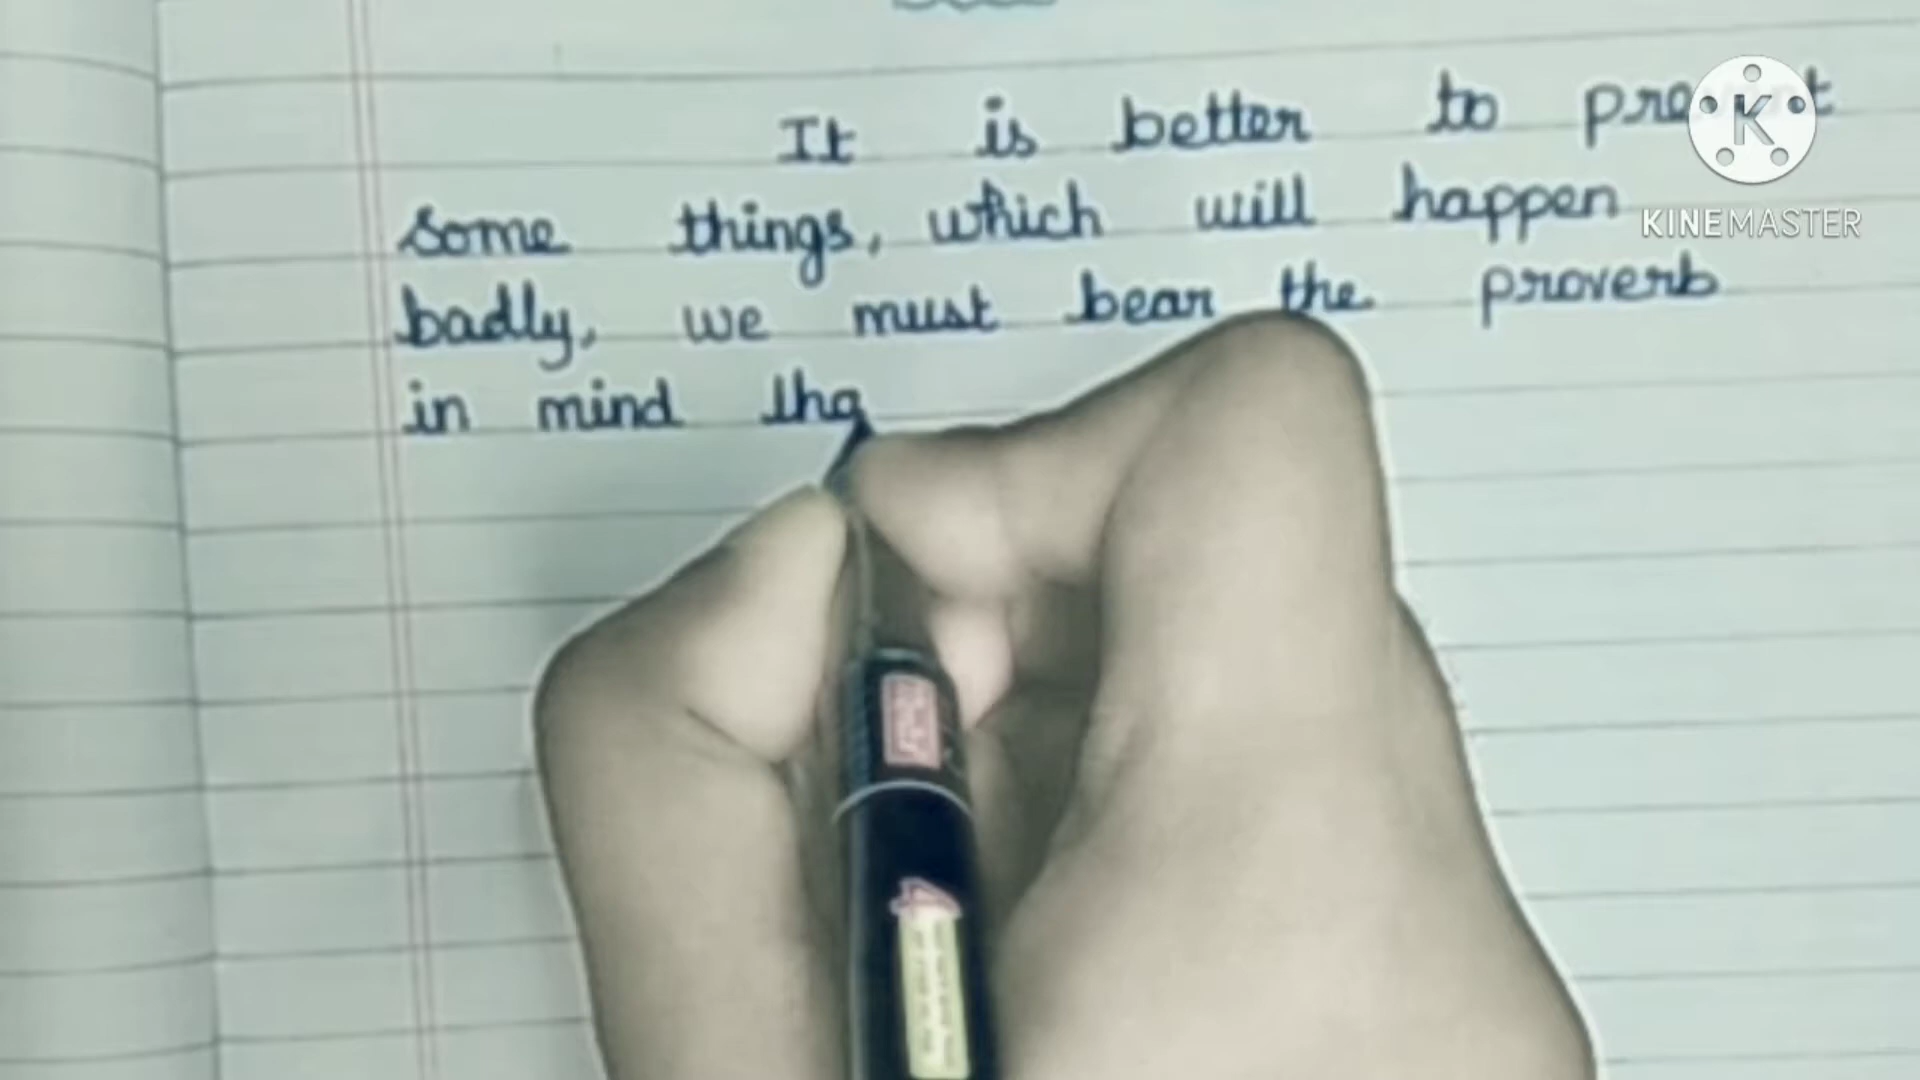 It is better to
some things, which will happen
badly, we must bear the proverb
in mind tha
KINEMASTER